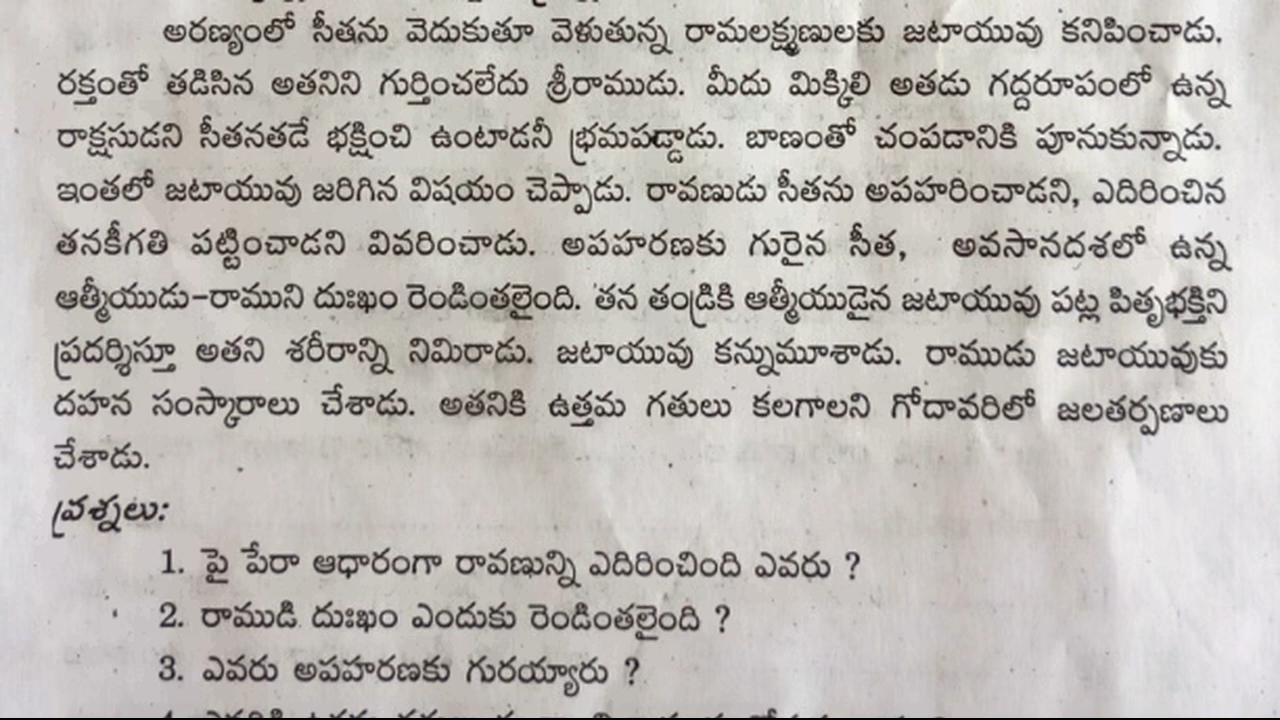 అరణ్యంలో సీతను వెదుకుతూ వెళుతున్న రామలక్ష్మణులకు జటాయువు కనిపించాడు.
రక్తంతో తడిసిన అతనిని గుర్తించలేదు శ్రీరాముడు. మీదు మిక్కిలి అతడు గద్దరూపంలో ఉన్న
రాక్షసుడని సీతనతడే భక్షించి ఉంటాడనీ భ్రమపడ్డాడు. బాణంతో చంపడానికి పూనుకున్నాడు.
ఇంతలో జటాయువు జరిగిన విషయం చెప్పాడు. రావణుడు సీతను అపహరించాడని, ఎదిరించిన
తనకీగతి పట్టించాడని వివరించాడు. అపహరణకు గురైన సీత, అవసానదశలో ఉన్న
ఆత్మీయుడు-రాముని దుఃఖం రెండింతలైంది. తన తండ్రికి ఆత్మీయుడైన జటాయువు పట్ల పితృభక్తిని
ప్రదర్శిస్తూ అతని శరీరాన్ని నిమిరాడు. జటాయువు కన్నుమూశాడు. రాముడు జటాయువుకు
దహన సంస్కారాలు చేశాడు. అతనికి ఉత్తమ గతులు కలగాలని గోదావరిలో జలతర్పణాలు
చేశాడు.
ప్రశ్నలు:
1. పై పేరా ఆధారంగా రావణున్ని ఎదిరించింది ఎవరు ?
2. రాముడి దుఃఖం ఎందుకు రెండింతలైంది ?
3. ఎవరు అపహరణకు గురయ్యారు ?